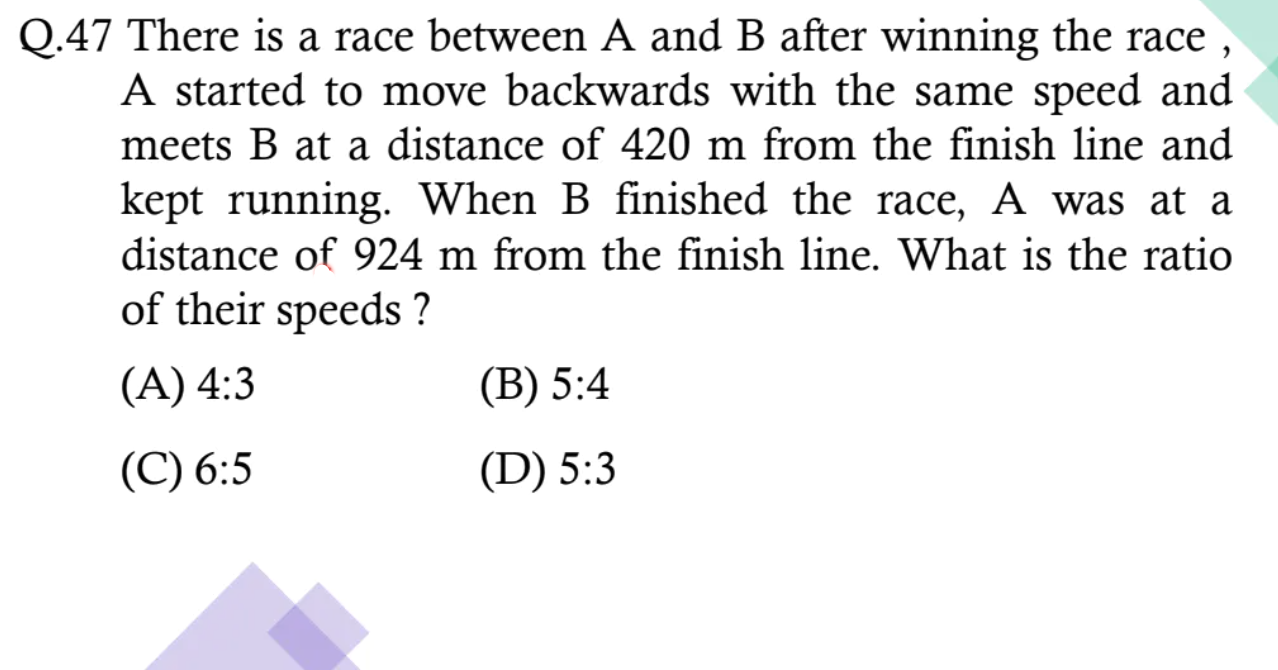 Q.47 There is a race between A and B after winning the race ,
A started to move backwards with the same speed and
meets B at a distance of 420 m from the finish line and
kept running. When B finished the race, A was at a
distance of 924 m from the finish line. What is the ratio
of their speeds ?
(A) 4:3 (B) 5:4
(C) 6:5 (D) 5:3